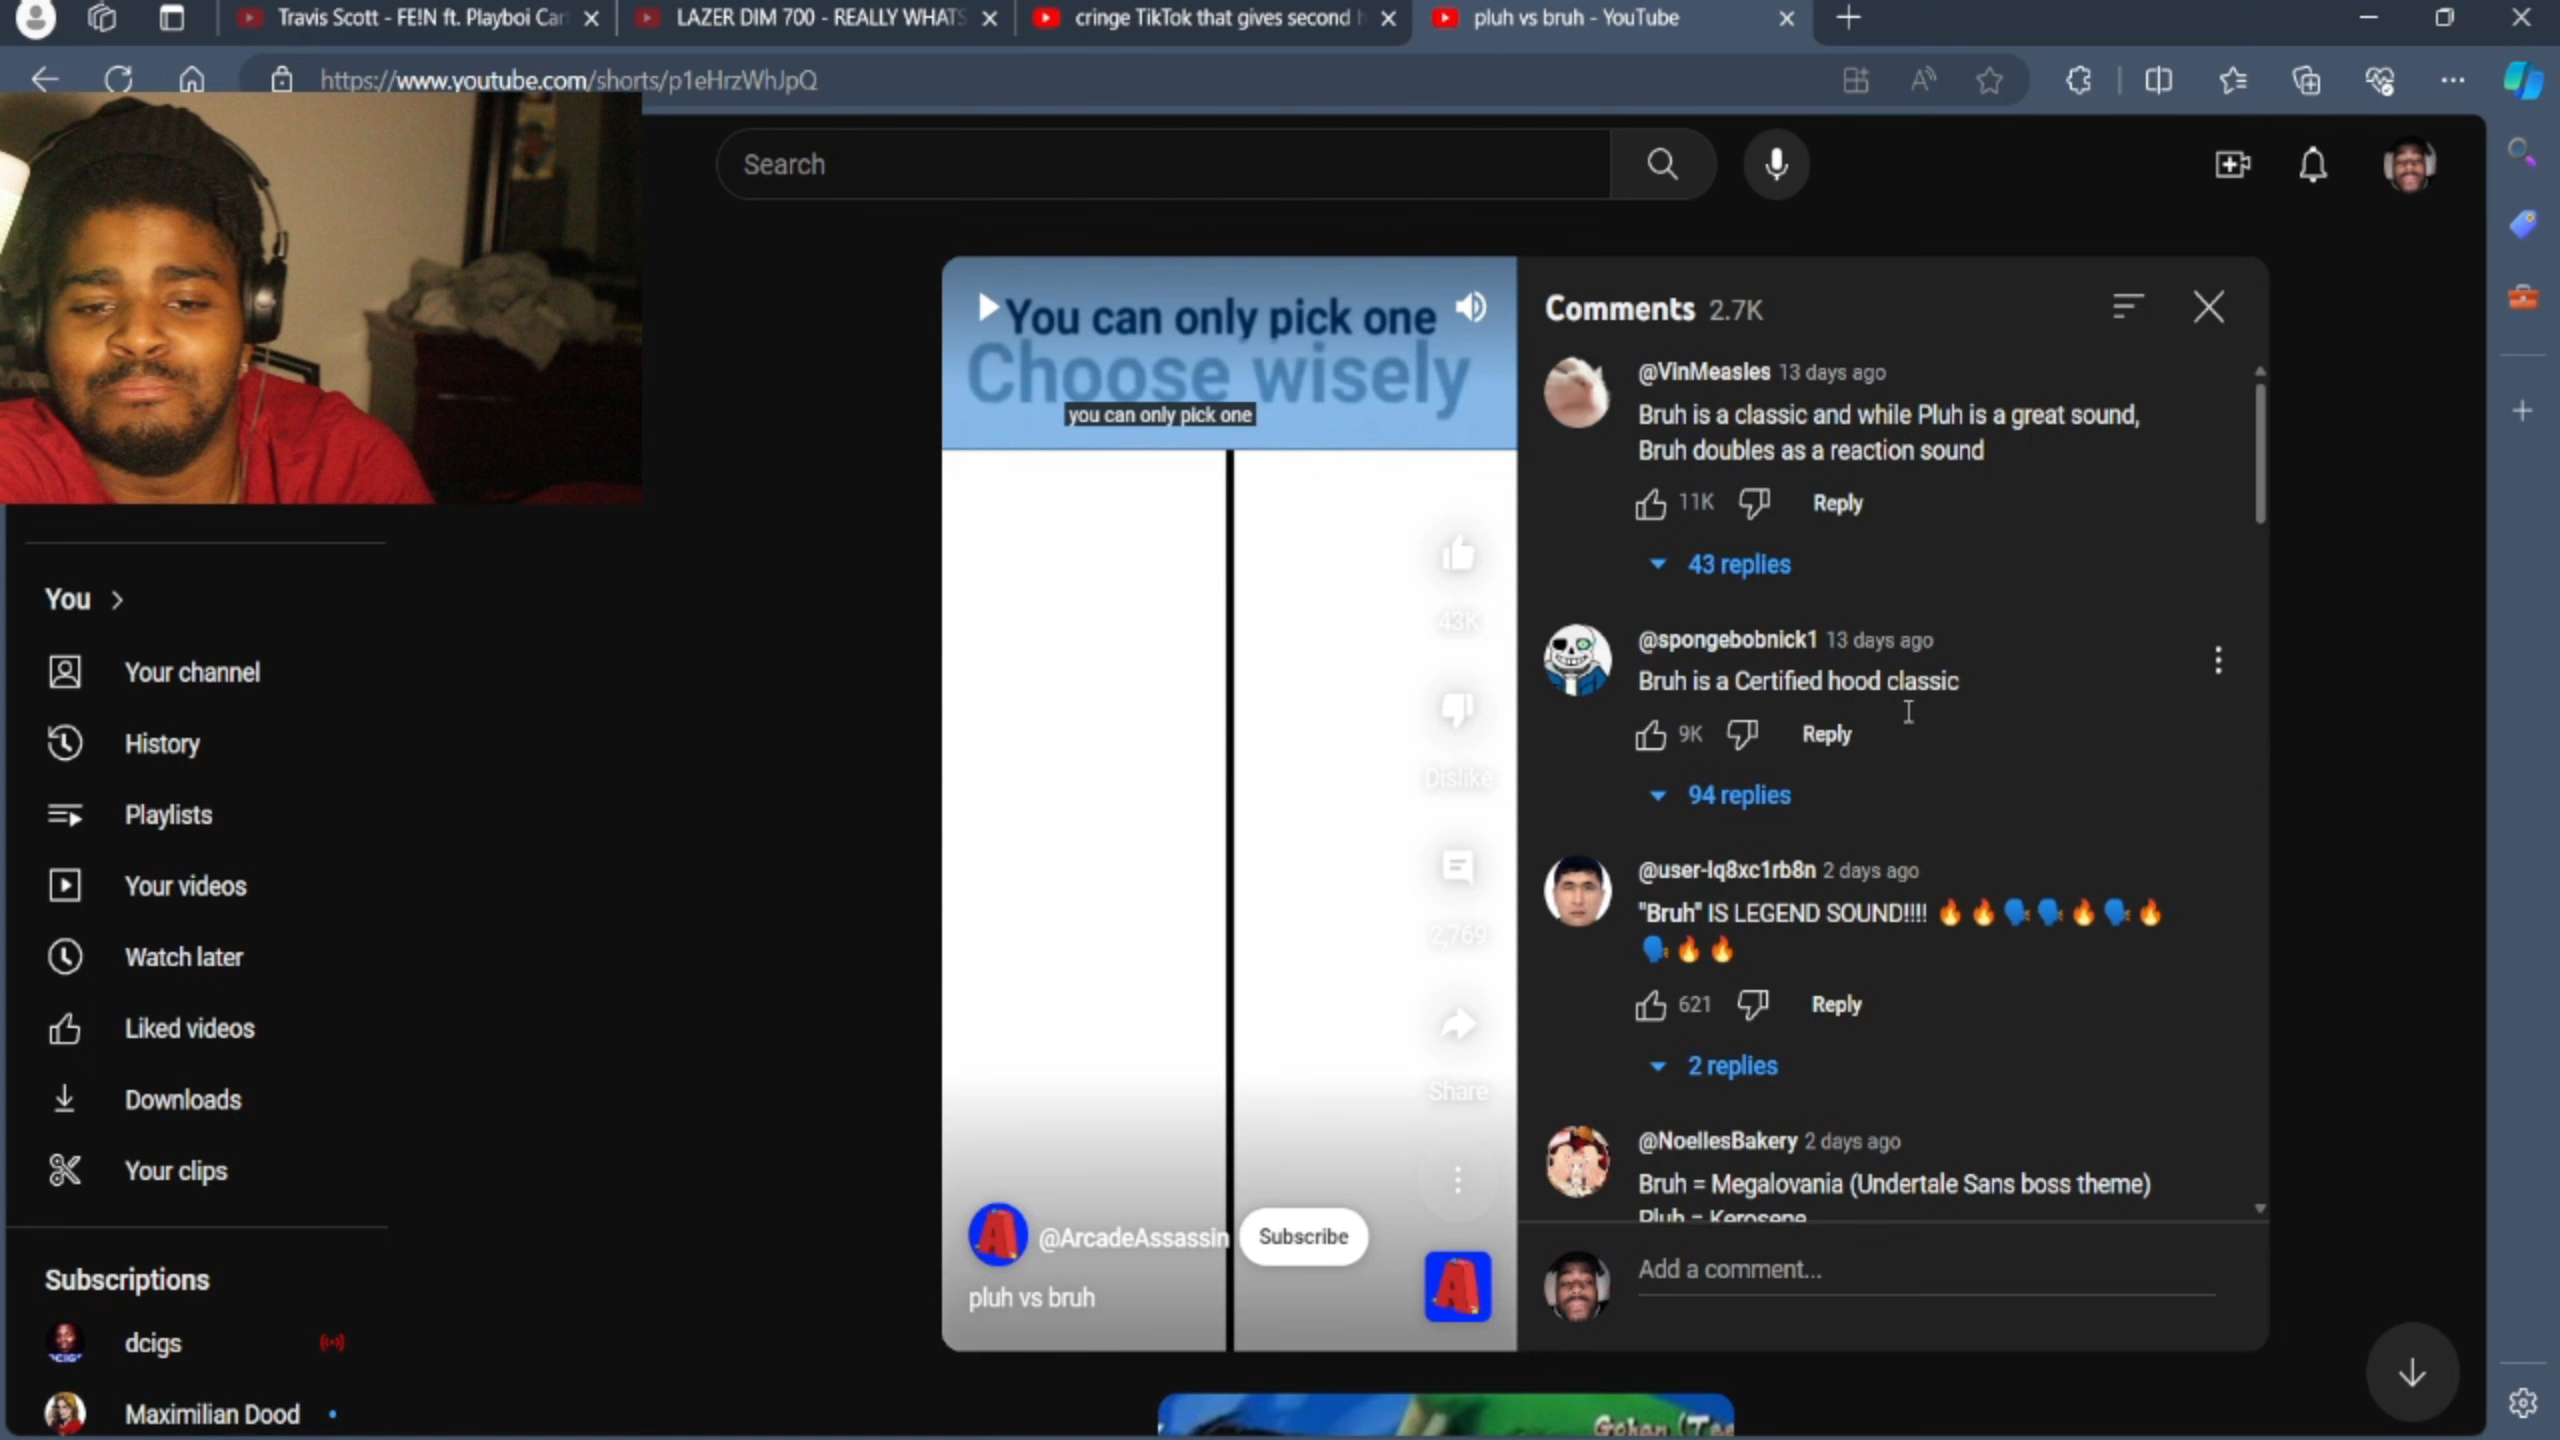 Travis Scott - FE!N ft. Playboi Car
LAZER DIM 700 - REALLY WHATS
cringe TikTok that gives second h
pluh vs bruh - YouTube
https://www.youtube.com/shorts/p1eHrzWhJpQ
Search
You can only pick one
Choose wisely
you can only pick one
43K
Dislike
2,769
Share
@ArcadeAssassin
Subscribe
pluh vs bruh
Comments 2.7K
@VinMeasles 13 days ago
Bruh is a classic and while Pluh is a great sound,
Bruh doubles as a reaction sound
11K
Reply
43 replies
@spongebobnick1 13 days ago
Bruh is a Certified hood classic
9K
Reply
94 replies
@user-lq8xc1rb8n 2 days ago
"Bruh" IS LEGEND SOUND!!!! 🔥🔥🗣️🗣️🔥🗣️🔥
🗣️🔥🔥
621
Reply
2 replies
@NoellesBakery 2 days ago
Bruh = Megalovania (Undertale Sans boss theme)
Pluh = Kerosene
Add a comment...
You
Your channel
History
Playlists
Your videos
Watch later
Liked videos
Downloads
Your clips
Subscriptions
dcigs
Maximilian Dood
Gohan (Tee